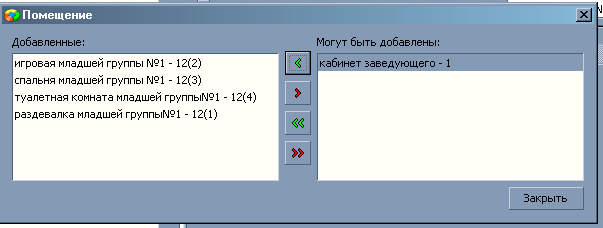 Помещение
Добавленные:
Могут быть добавлены:
игровая младшей группы №1 - 12(2)
спальня младшей группы №1 - 12(3)
туалетная комната младшей группы№1 - 12(4)
раздевалка младшей группы№1 - 12(1)
кабинет заведующего - 1
Закрыть